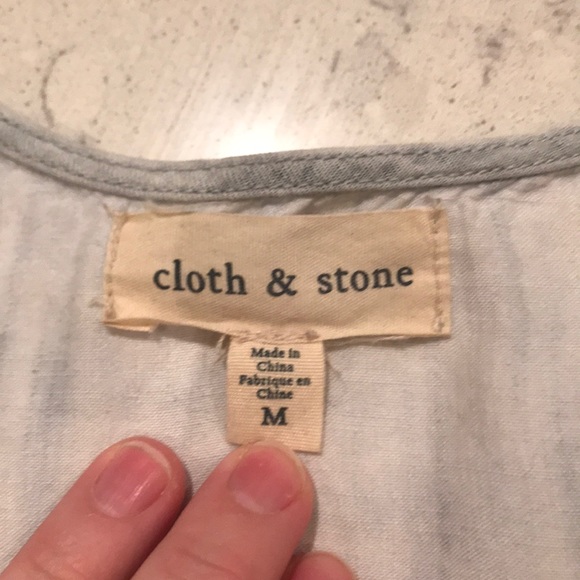 cloth & stone
Made in
China
Fabrique en
Chine
M